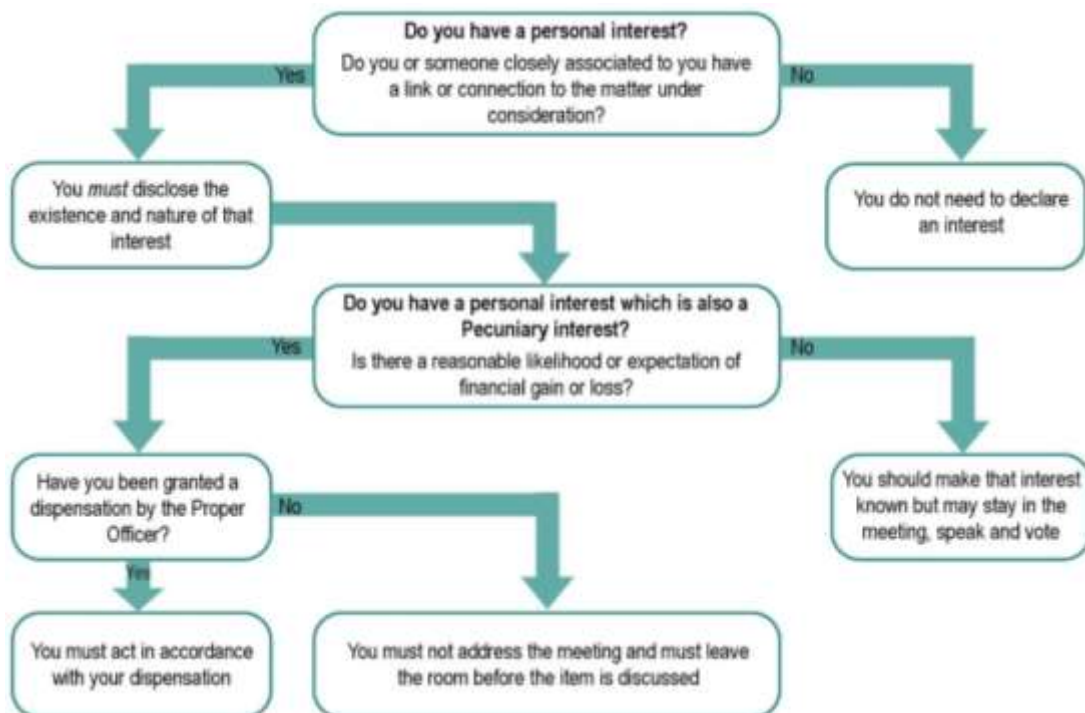 Do you have a personal interest?
Do you or someone closely associated to you have
a link or connection to the matter under
consideration?
Yes
No
You must disclose the
existence and nature of that
interest
You do not need to declare
an interest
Do you have a personal interest which is also a
Pecuniary interest?
Is there a reasonable likelihood or expectation of
financial gain or loss?
Yes
No
Have you been granted a
dispensation by the Proper
Officer?
No
You should make that interest
known but may stay in the
meeting, speak and vote
Yes
You must act in accordance
with your dispensation
You must not address the meeting and must leave
the room before the item is discussed